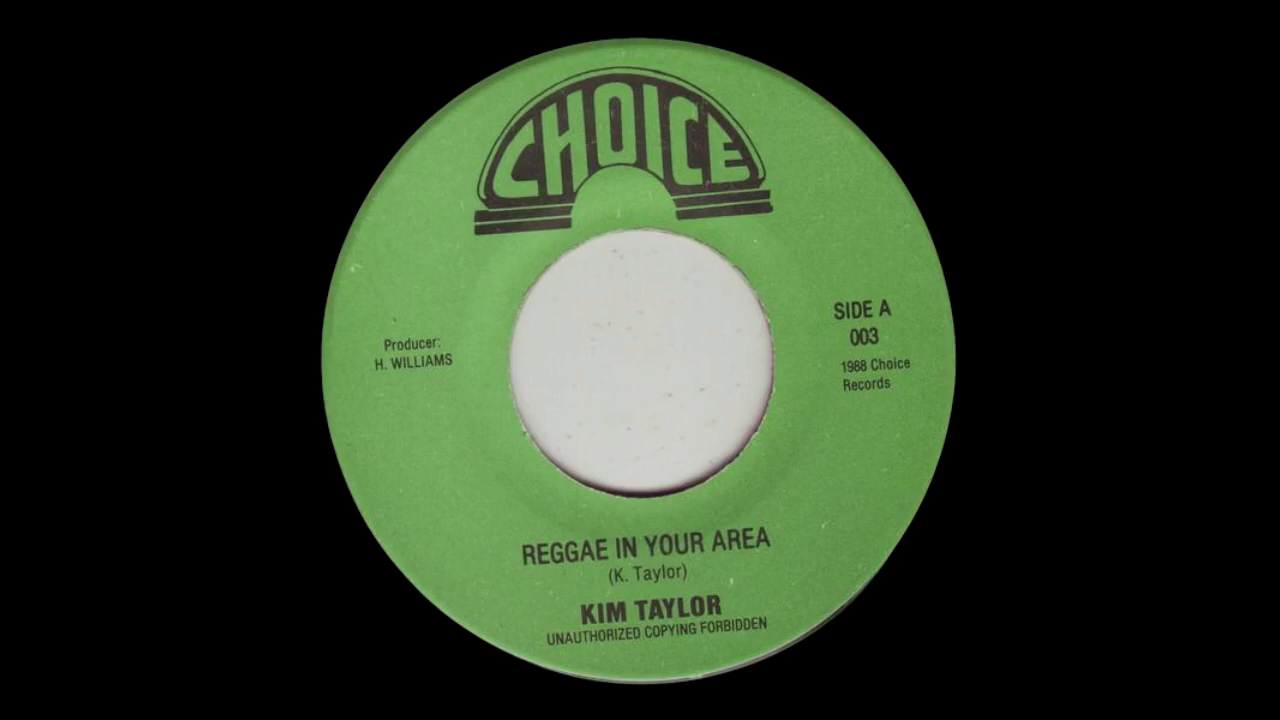 CHOICE
SIDE A
003
1988 Choice
Records
Producer:
H. WILLIAMS
REGGAE IN YOUR AREA
(K. Taylor)
KIM TAYLOR
UNAUTHORIZED COPYING FORBIDDEN